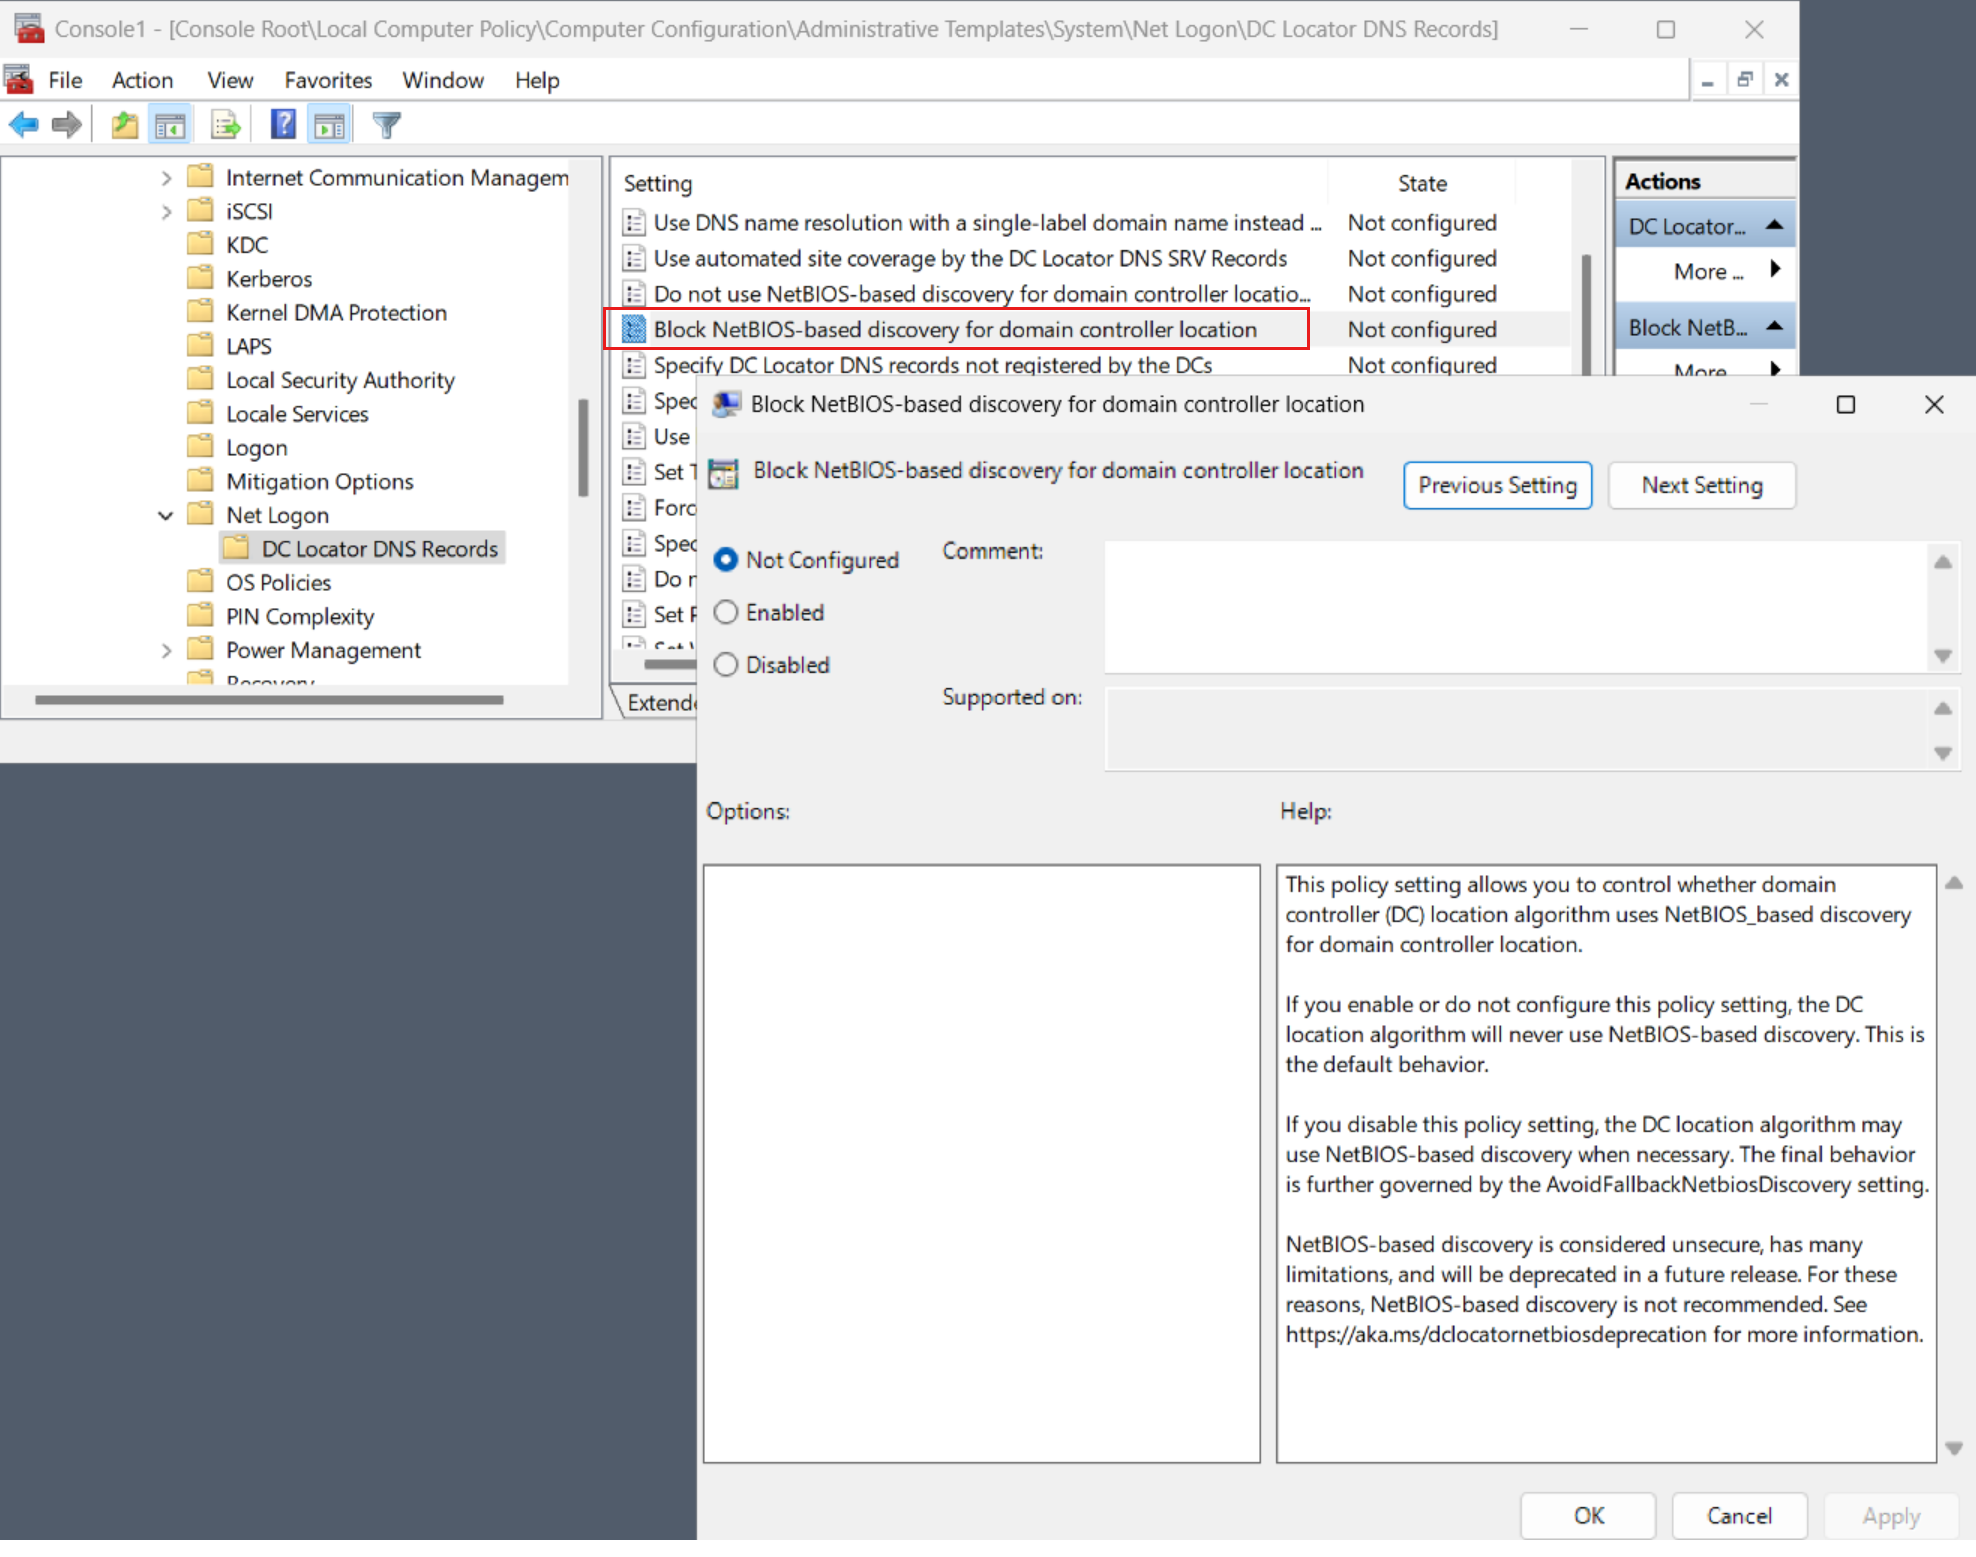 Console1 - [Console Root\Local Computer Policy\Computer Configuration\Administrative Templates\System\Net Logon\DC Locator DNS Records]
File Action View Favorites Window Help
Internet Communication Managem
iSCSI
KDC
Kerberos
Kernel DMA Protection
LAPS
Local Security Authority
Locale Services
Logon
Mitigation Options
Net Logon
DC Locator DNS Records
OS Policies
PIN Complexity
Power Management
Recovery
Setting State
Use DNS name resolution with a single-label domain name instead ... Not configured
Use automated site coverage by the DC Locator DNS SRV Records Not configured
Do not use NetBIOS-based discovery for domain controller locatio... Not configured
Block NetBIOS-based discovery for domain controller location Not configured
Specify DC Locator DNS records not registered by the DCs Not configured
Spec
Use
Set T
Forc
Spec
Do n
Set
Set
Extende
Actions
DC Locator...
More ...
Block NetB...
More
Block NetBIOS-based discovery for domain controller location
Block NetBIOS-based discovery for domain controller location
Previous Setting Next Setting
Not Configured
Enabled
Disabled
Comment:
Supported on:
Options:
Help:
This policy setting allows you to control whether domain
controller (DC) location algorithm uses NetBIOS_based discovery
for domain controller location.
If you enable or do not configure this policy setting, the DC
location algorithm will never use NetBIOS-based discovery. This is
the default behavior.
If you disable this policy setting, the DC location algorithm may
use NetBIOS-based discovery when necessary. The final behavior
is further governed by the AvoidFallbackNetbiosDiscovery setting.
NetBIOS-based discovery is considered unsecure, has many
limitations, and will be deprecated in a future release. For these
reasons, NetBIOS-based discovery is not recommended. See
https://aka.ms/dclocatornetbiosdeprecation for more information.
OK Cancel Apply